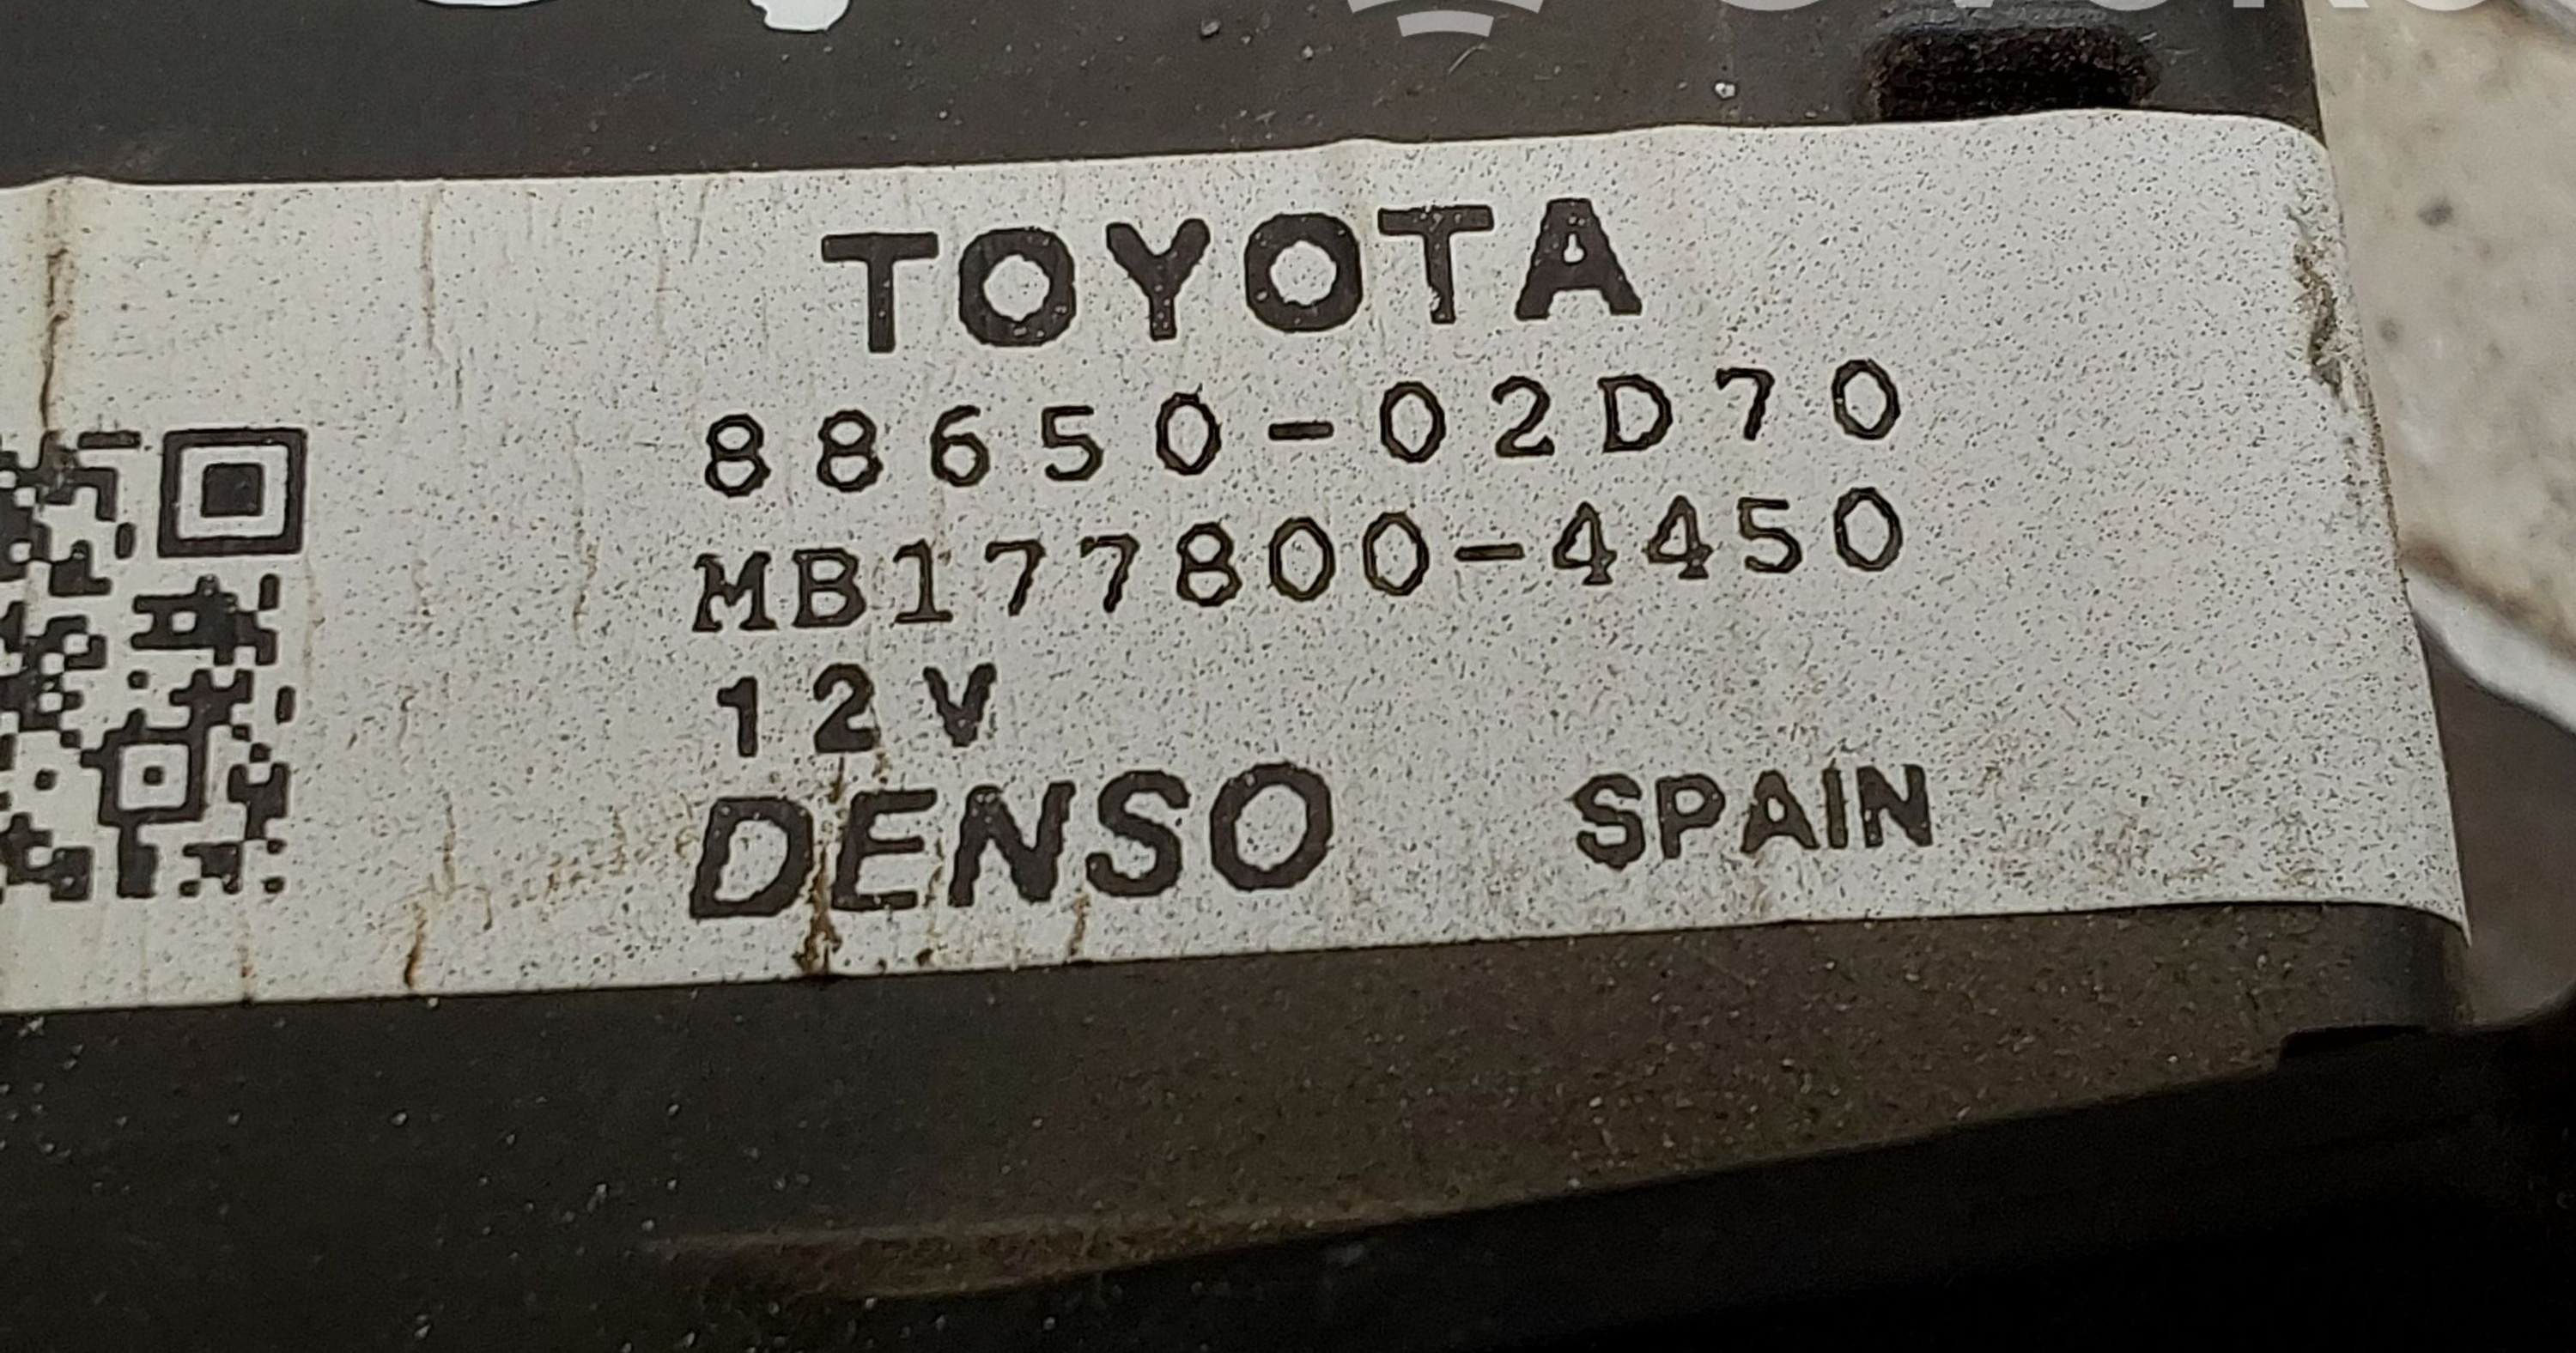 TOYOTA
88650-02D70
MB177800-4450
12V
DENSO SPAIN